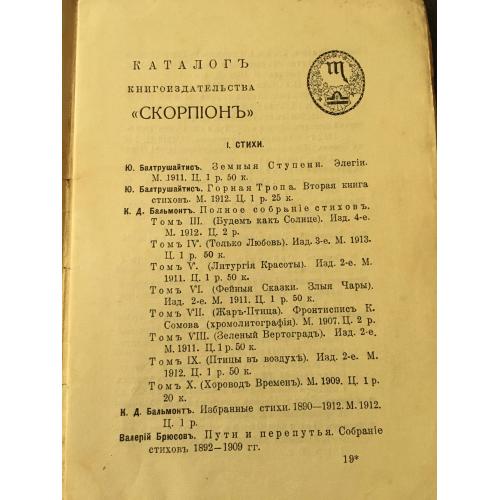 КАТАЛОГЪ
КНИГОИЗДАТЕЛЬСТВА
«СКОРПІОНЪ»
I. СТИХИ.
Ю. Балтрушайтисъ. Земныя Ступени. Элегіи.
М. 1911. Ц. 1 р. 50 к.
Ю. Балтрушайтисъ. Горная Тропа. Вторая книга
стиховъ. М. 1912. Ц. 1 р. 25 к.
К. Д. Бальмонтъ. Полное собраніе стиховъ.
Томъ III. (Будемъ какъ Солнце). Изд. 4-е.
М. 1912. Ц. 2 р.
Томъ IV. (Только Любовь). Изд. 3-е. М. 1913.
Ц. 1 р. 50 к.
Томъ V. (Литургія Красоты). Изд. 2-е. М.
1911. Ц. 1 р. 50 к.
Томъ VI. (Фейныя Сказки. Злыя Чары).
Изд. 2-е. М. 1911. Ц. 1 р. 50 к.
Томъ VII. (Жаръ-Птица). Фронтисписъ К.
Сомова (хромолитографія). М. 1907. Ц. 2 р.
Томъ VIII. (Зеленый Вертоградъ). Изд. 2-е.
М. 1911. Ц. 1 р. 50 к.
Томъ IX. (Птицы въ воздухѣ). Изд. 2-е. М.
1912. Ц. 1 р. 50 к.
Томъ X. (Хороводъ Временъ). М. 1909. Ц. 1 р.
20 к.
К. Д. Бальмонтъ. Избранные стихи. 1890—1912. М. 1912.
Ц. 1 р.
Валерій Брюсовъ. Пути и перепутья. Собраніе
стиховъ 1892—1909 гг.
19*